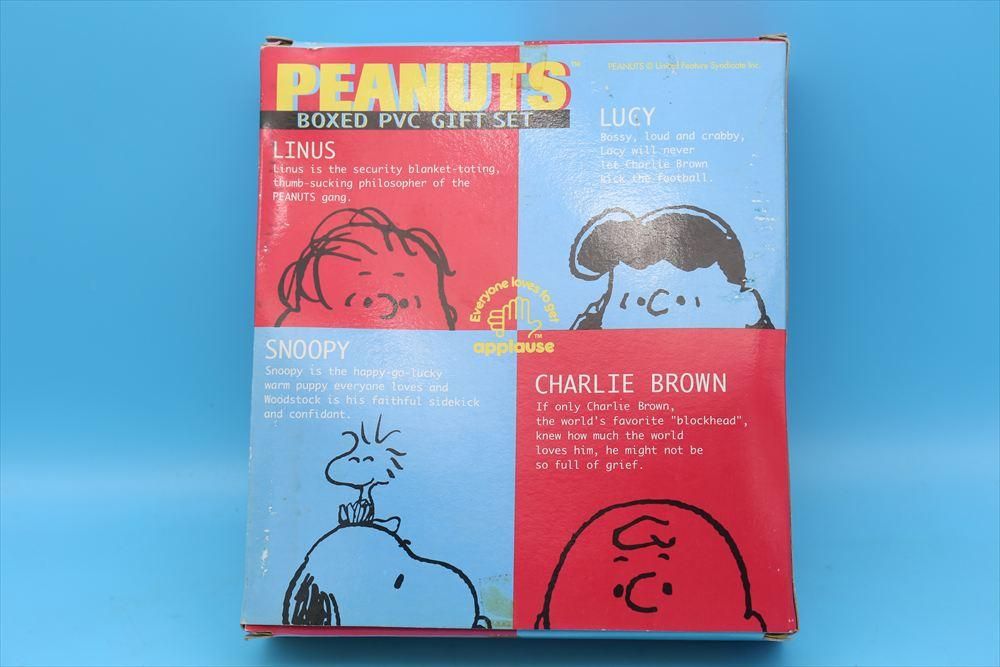 PEANUTS™
BOXED PVC GIFT SET
PEANUTS © United Feature Syndicate Inc.
LINUS
Linus is the security blanket-toting,
thumb-sucking philosopher of the
PEANUTS gang.
LUCY
Bossy, loud and crabby,
Lucy will never
let Charlie Brown
kick the football.
Everyone loves to get
applause™
SNOOPY
Snoopy is the happy-go-lucky
warm puppy everyone loves and
Woodstock is his faithful sidekick
and confidant.
CHARLIE BROWN
If only Charlie Brown,
the world's favorite "blockhead",
knew how much the world
loves him, he might not be
so full of grief.